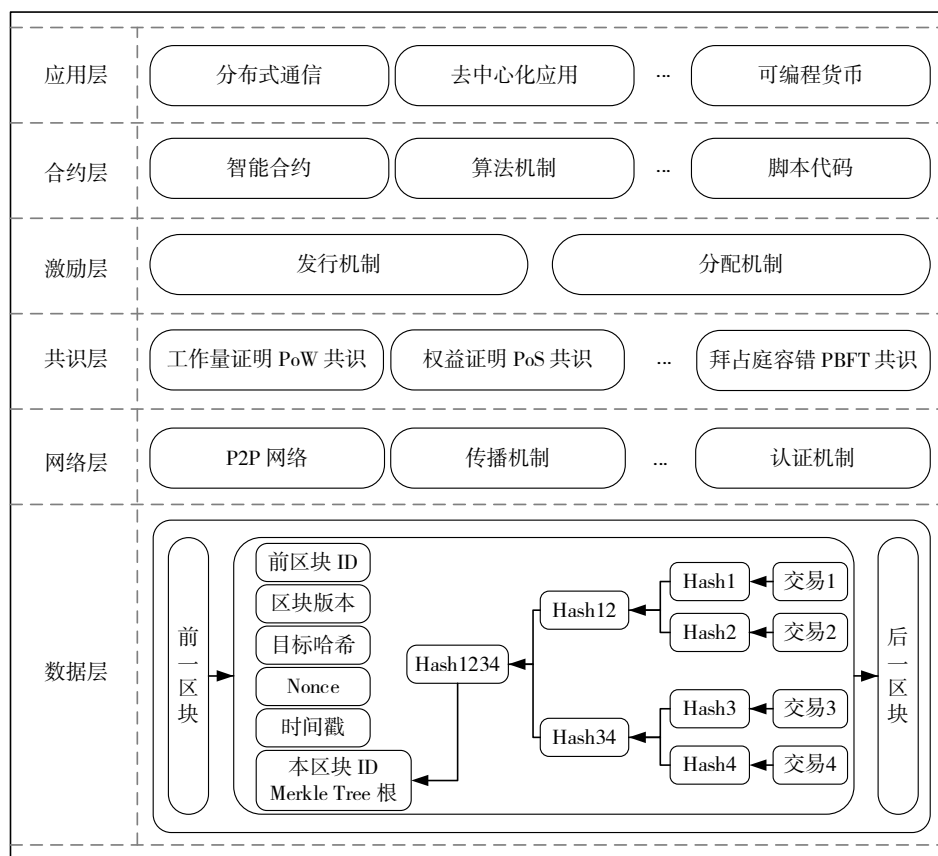 应用层
分布式通信
去中心化应用
...
可编程货币
合约层
智能合约
算法机制
...
脚本代码
激励层
发行机制
分配机制
共识层
工作量证明 PoW 共识
权益证明 PoS 共识
...
拜占庭容错 PBFT 共识
网络层
P2P 网络
传播机制
...
认证机制
数据层
前一区块
前区块 ID
区块版本
目标哈希
Nonce
时间戳
本区块 ID
Merkle Tree 根
Hash1234
Hash12
Hash34
Hash1
交易1
Hash2
交易2
Hash3
交易3
Hash4
交易4
后一区块